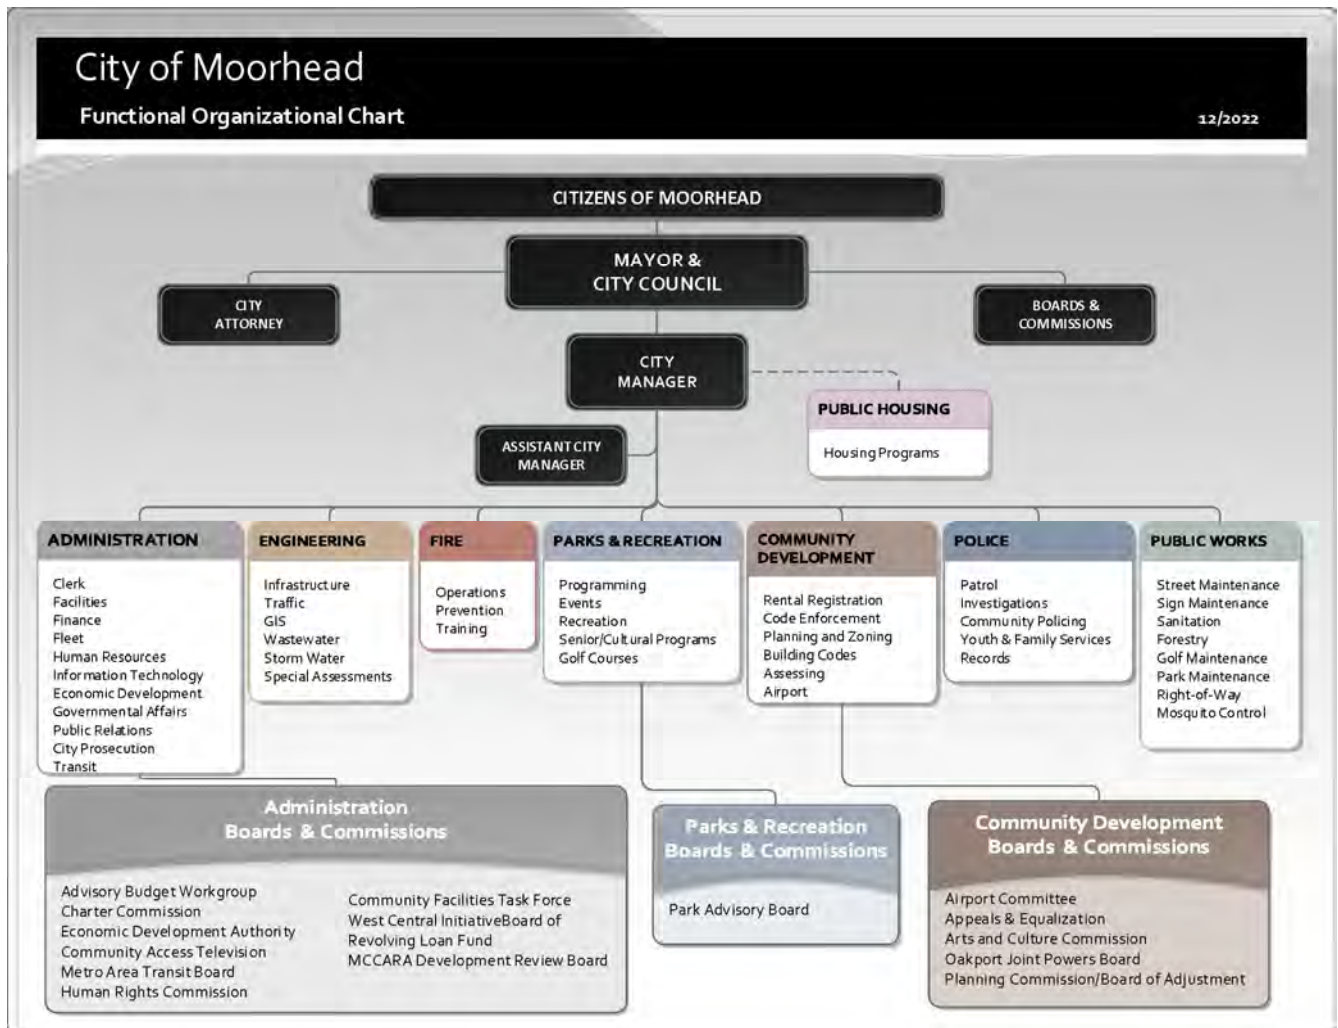 City of Moorhead
Functional Organizational Chart
12/2022
CITIZENS OF MOORHEAD
MAYOR &
CITY COUNCIL
CITY
ATTORNEY
BOARDS &
COMMISSIONS
CITY
MANAGER
PUBLIC HOUSING
Housing Programs
ASSISTANT CITY
MANAGER
ADMINISTRATION
Clerk
Facilities
Finance
Fleet
Human Resources
Information Technology
Economic Development
Governmental Affairs
Public Relations
City Prosecution
Transit
ENGINEERING
Infrastructure
Traffic
GIS
Wastewater
Storm Water
Special Assessments
FIRE
Operations
Prevention
Training
PARKS & RECREATION
Programming
Events
Recreation
Senior/Cultural Programs
Golf Courses
COMMUNITY
DEVELOPMENT
Rental Registration
Code Enforcement
Planning and Zoning
Building Codes
Assessing
Airport
POLICE
Patrol
Investigations
Community Policing
Youth & Family Services
Records
PUBLIC WORKS
Street Maintenance
Sign Maintenance
Sanitation
Forestry
Golf Maintenance
Park Maintenance
Right-of-Way
Mosquito Control
Administration
Boards & Commissions
Advisory Budget Workgroup
Charter Commission
Economic Development Authority
Community Access Television
Metro Area Transit Board
Human Rights Commission
Community Facilities Task Force
West Central InitiativeBoard of
Revolving Loan Fund
MCCARA Development Review Board
Parks & Recreation
Boards & Commissions
Park Advisory Board
Community Development
Boards & Commissions
Airport Committee
Appeals & Equalization
Arts and Culture Commission
Oakport Joint Powers Board
Planning Commission/Board of Adjustment